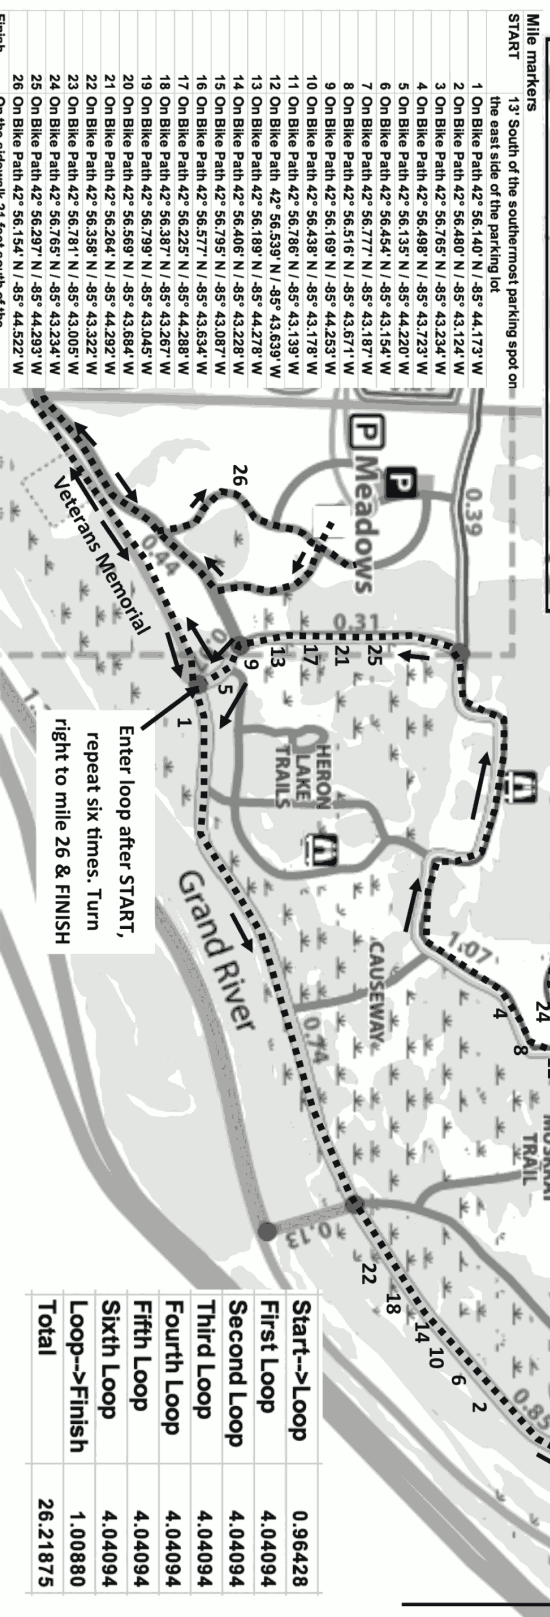 Mile markers
START 13' South of the southermost parking spot on
the east side of the parking lot
1 On Bike Path 42° 56.140' N / -85° 44.173' W
2 On Bike Path 42° 56.480' N / -85° 43.124' W
3 On Bike Path 42° 56.765' N / -85° 43.234' W
4 On Bike Path 42° 56.498' N / -85° 43.723' W
5 On Bike Path 42° 56.135' N / -85° 44.220' W
6 On Bike Path 42° 56.454' N / -85° 43.154' W
7 On Bike Path 42° 56.777' N / -85° 43.187' W
8 On Bike Path 42° 56.516' N / -85° 43.671' W
9 On Bike Path 42° 56.169' N / -85° 44.253' W
10 On Bike Path 42° 56.438' N / -85° 43.178' W
11 On Bike Path 42° 56.786' N / -85° 43.139' W
12 On Bike Path 42° 56.539' N / -85° 43.639' W
13 On Bike Path 42° 56.189' N / -85° 44.278' W
14 On Bike Path 42° 56.406' N / -85° 43.228' W
15 On Bike Path 42° 56.795' N / -85° 43.087' W
16 On Bike Path 42° 56.577' N / -85° 43.634' W
17 On Bike Path 42° 56.225' N / -85° 44.288' W
18 On Bike Path 42° 56.387' N / -85° 43.267' W
19 On Bike Path 42° 56.799' N / -85° 43.045' W
20 On Bike Path 42° 56.569' N / -85° 43.684' W
21 On Bike Path 42° 56.264' N / -85° 44.292' W
22 On Bike Path 42° 56.358' N / -85° 43.322' W
23 On Bike Path 42° 56.781' N / -85° 43.005' W
24 On Bike Path 42° 56.765' N / -85° 43.234' W
25 On Bike Path 42° 56.297' N / -85° 44.293' W
26 On Bike Path 42° 56.154' N / -85° 44.522' W
P
P
Meadows
0.39
26
Veterans Memorial
0.44
0.31
25
21
17
13
9
5
1
Enter loop after START,
repeat six times. Turn
right to mile 26 & FINISH
HERON
LAKE
TRAILS
Grand River
CAUSEWAY
1.07
0.74
24
4
8
TRAIL
0.13
22
18
14
10
6
2
0.85
Start-->Loop 0.96428
First Loop 4.04094
Second Loop 4.04094
Third Loop 4.04094
Fourth Loop 4.04094
Fifth Loop 4.04094
Sixth Loop 4.04094
Loop-->Finish 1.00880
Total 26.21875